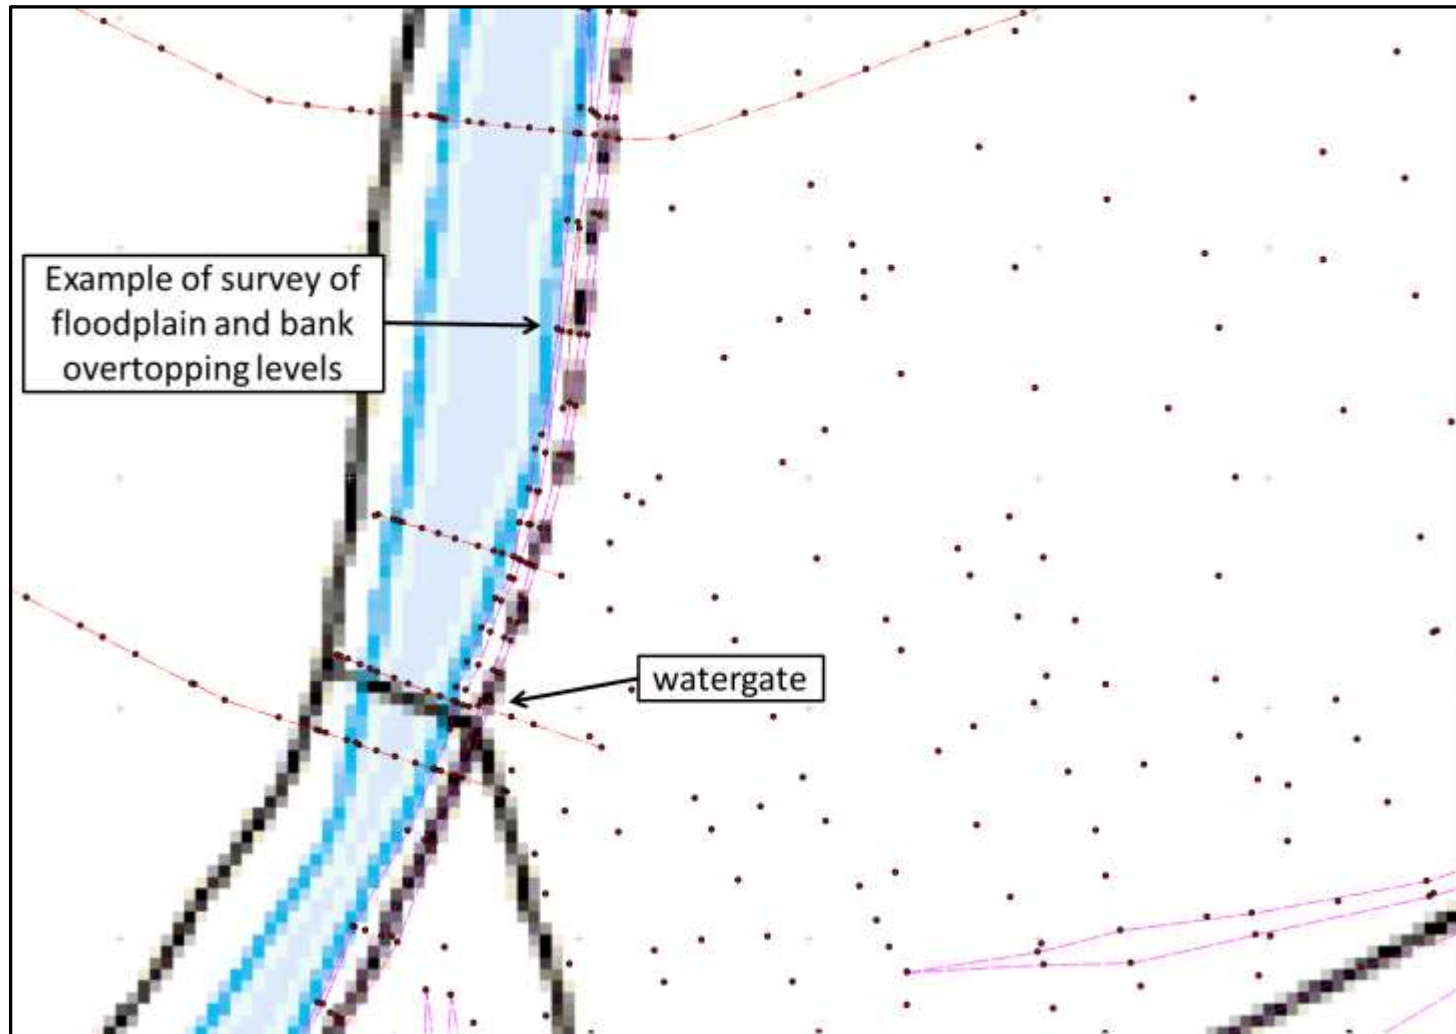 Example of survey of
floodplain and bank
overtopping levels
watergate